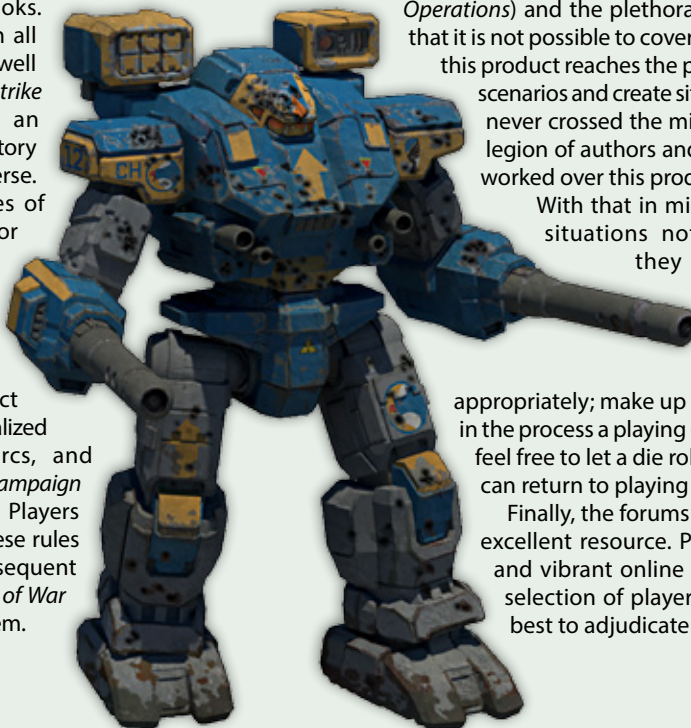 ooks.
n all
well
trike
an
tory
erse.
es of
or
ct
lized
rcs, and
ampaign
Players
ese rules
sequent
of War
em.
Operations) and the plethora
that it is not possible to cover
this product reaches the p
scenarios and create sit
never crossed the mi
legion of authors and
worked over this prod
With that in mi
situations not
they
appropriately; make up
in the process a playing
feel free to let a die rol
can return to playing
Finally, the forums
excellent resource. P
and vibrant online
selection of player
best to adjudicate
12
CH